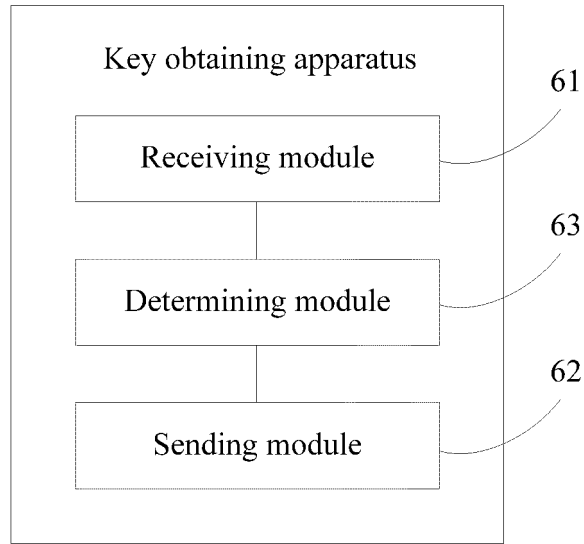 Key obtaining apparatus
61
Receiving module
63
Determining module
62
Sending module